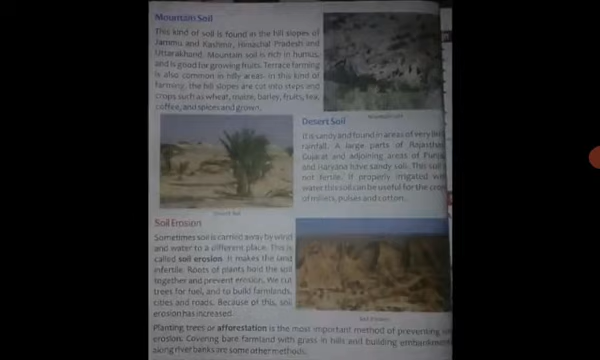 Mountain Soil
This kind of soil is found in the hill slopes of
Jammu and Kashmir, Himachal Pradesh and
Uttarakhand. Mountain soil is rich in humus,
and is good for growing fruits. Terrace farming
is also common in hilly areas. In this kind of
farming, the hill slopes are cut into steps and
crops such as wheat, maize, barley, fruits, tea,
coffee, and spices and grown.
Mountain soil
Desert Soil
It is sandy and found in areas of very
rainfall. A large parts of
Gujarat and adjoining areas of
and Haryana have sandy soil. This soil
not fertile. If properly irrigated
water this soil can be useful for the
of millets, pulses and cotton.
Desert Soil
Soil Erosion
Sometimes soil is carried away by wind
and water to a different place. This is
called soil erosion. It makes the land
infertile. Roots of plants hold the soil
together and prevent erosion. We cut
trees for fuel, and to build farmlands,
cities and roads. Because of this, soil
erosion has increased.
Soil Erosion
Planting trees or afforestation is the most important method of preventing
erosion. Covering bare farmland with grass in hills and building
along river banks are some other methods.